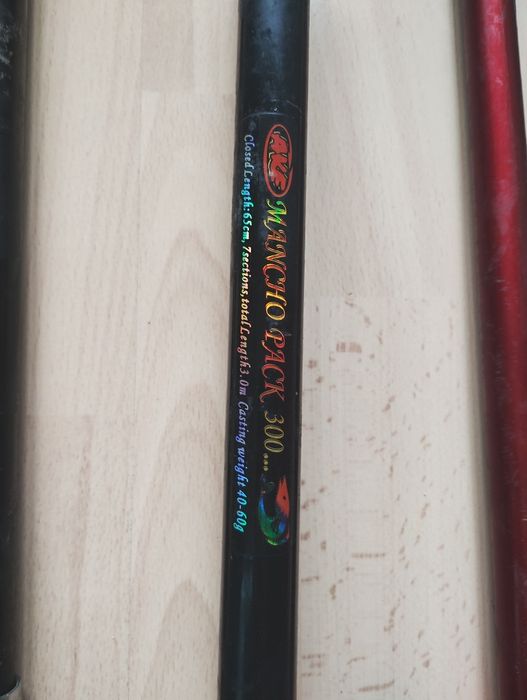 MANCHO PACK 300...
Closed Length:65cm, 7sections,total Length3.0m Casting weight 40-60g